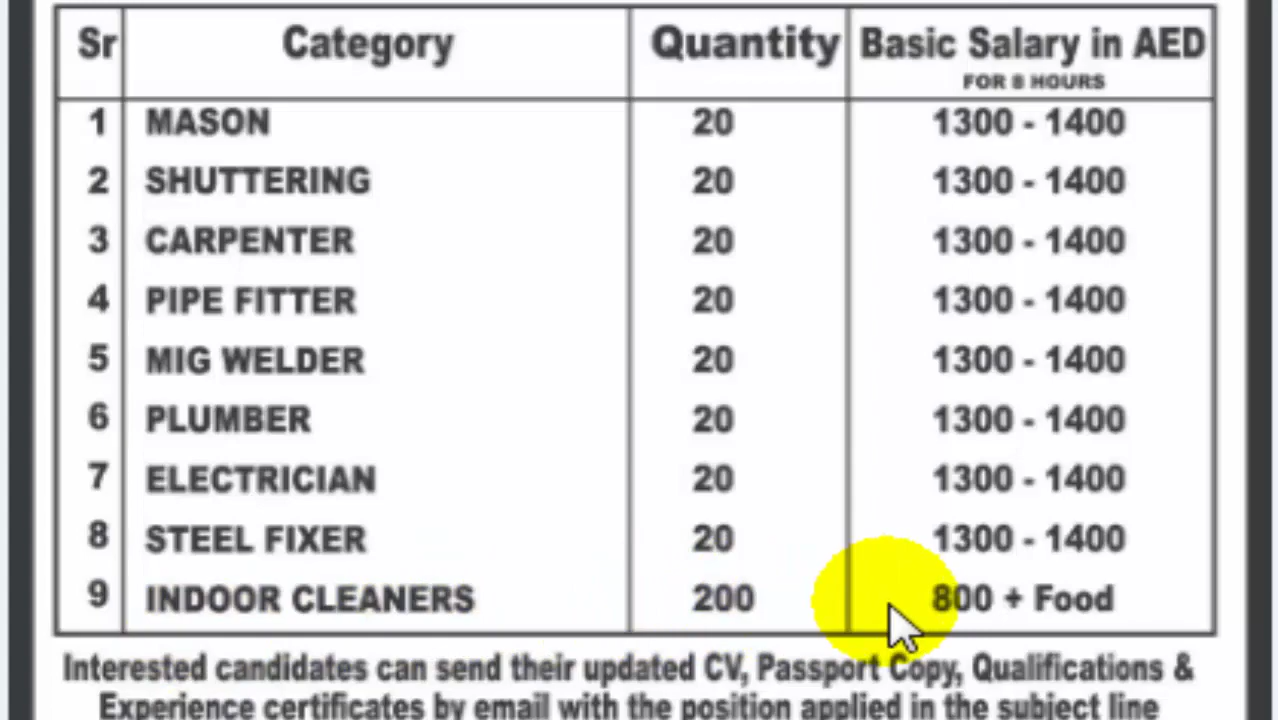 Sr Category Quantity Basic Salary in AED
FOR 8 HOURS
1 MASON 20 1300 - 1400
2 SHUTTERING 20 1300 - 1400
3 CARPENTER 20 1300 - 1400
4 PIPE FITTER 20 1300 - 1400
5 MIG WELDER 20 1300 - 1400
6 PLUMBER 20 1300 - 1400
7 ELECTRICIAN 20 1300 - 1400
8 STEEL FIXER 20 1300 - 1400
9 INDOOR CLEANERS 200 800 + Food
Interested candidates can send their updated CV, Passport Copy, Qualifications &
Experience certificates by email with the position applied in the subject line